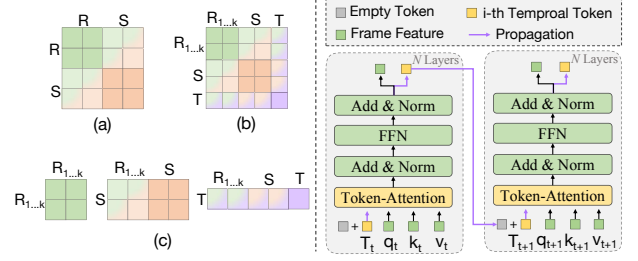 R S
R
S
(a)
R1...k S T
R1...k
S
T
(b)
R1...k
R1...k
R1...k S
S
R1...k S T
T
(c)
Empty Token
i-th Temproal Token
Frame Feature
Propagation
N Layers
Add & Norm
FFN
Add & Norm
Token-Attention
+
Tt qt kt vt
N Layers
Add & Norm
FFN
Add & Norm
Token-Attention
+
Tt+1 qt+1 kt+1 vt+1